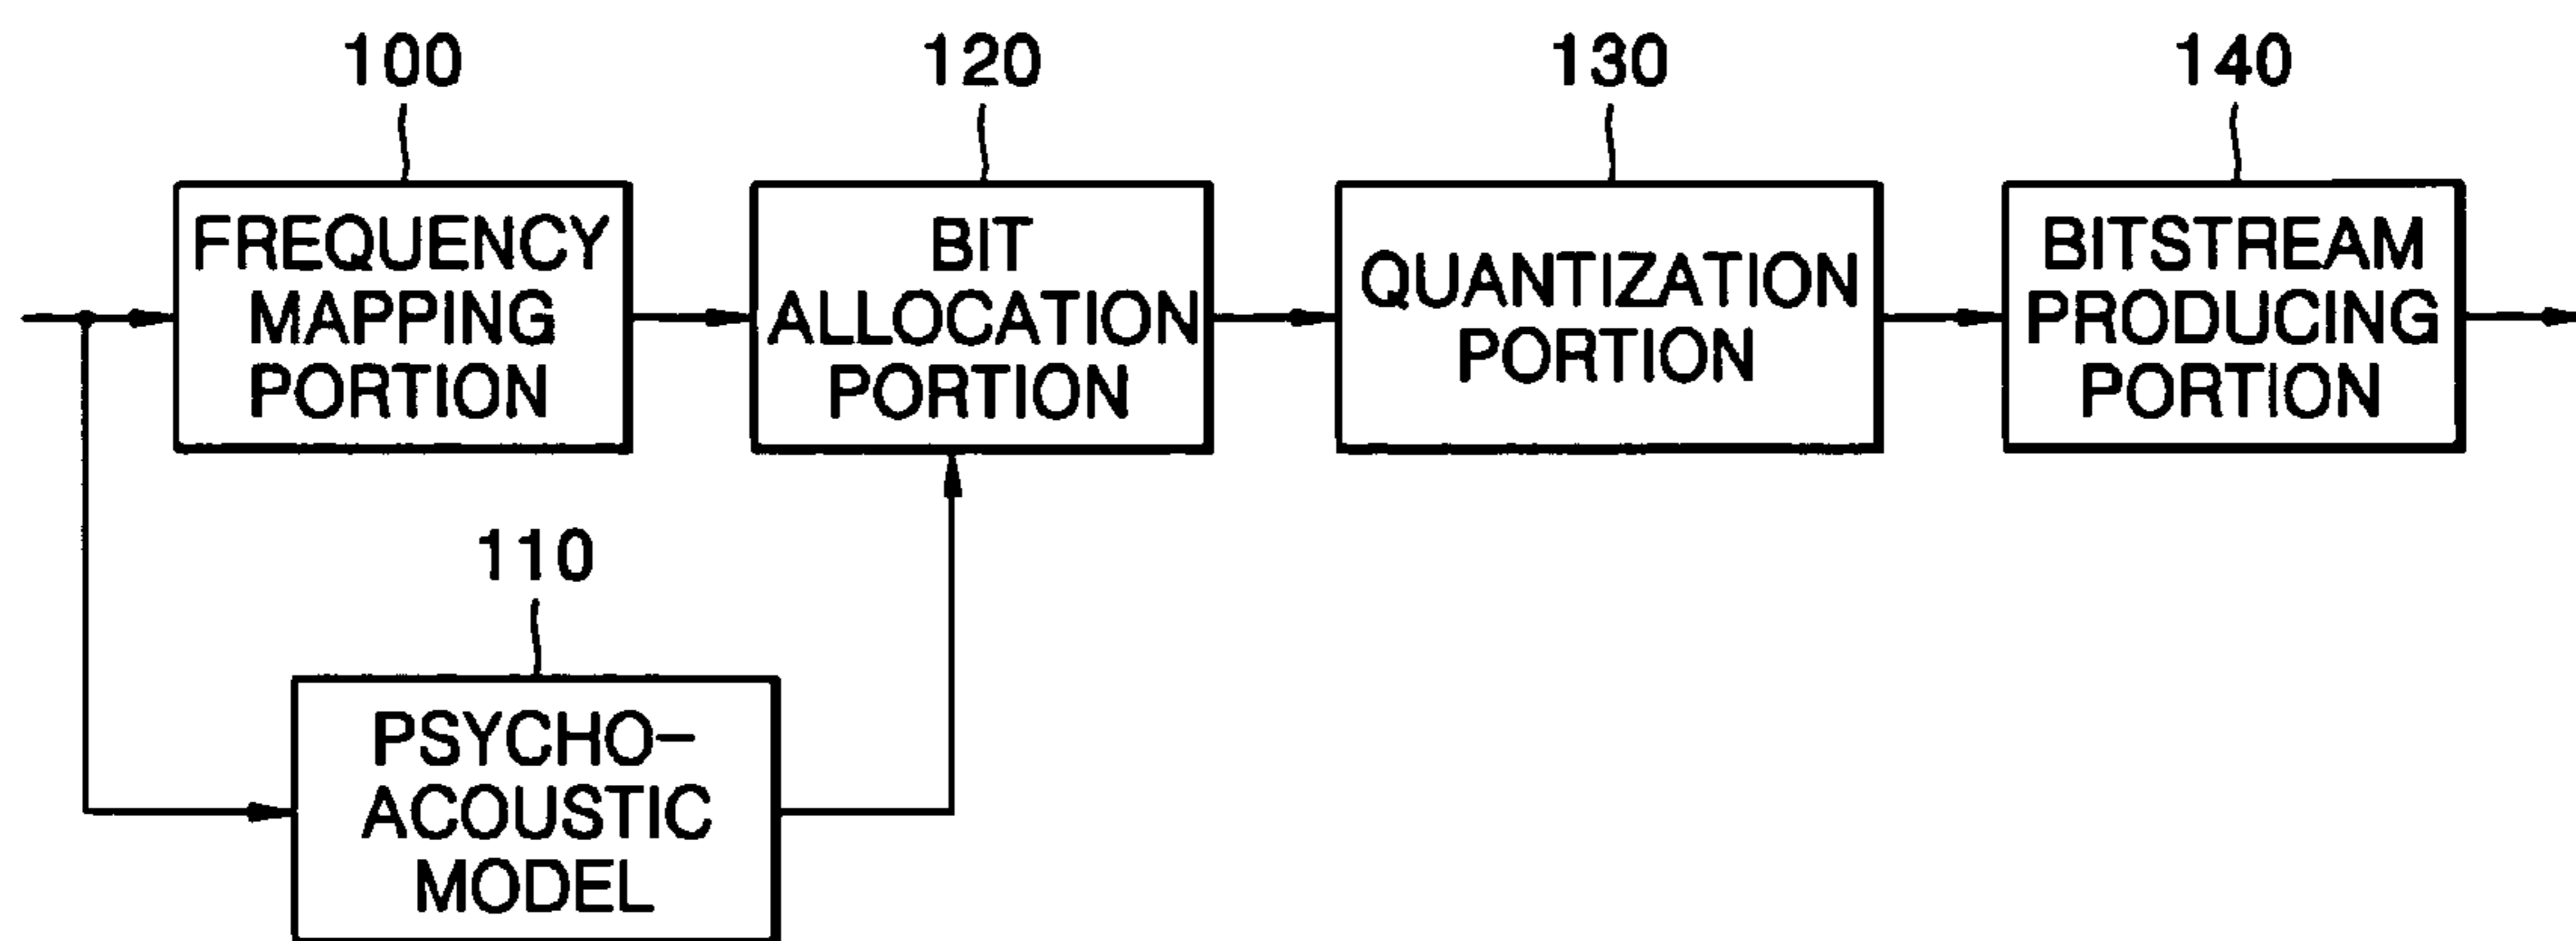 100
120
130
140
FREQUENCY
MAPPING
PORTION
BIT
ALLOCATION
PORTION
QUANTIZATION
PORTION
BITSTREAM
PRODUCING
PORTION
110
PSYCHO-
ACOUSTIC
MODEL